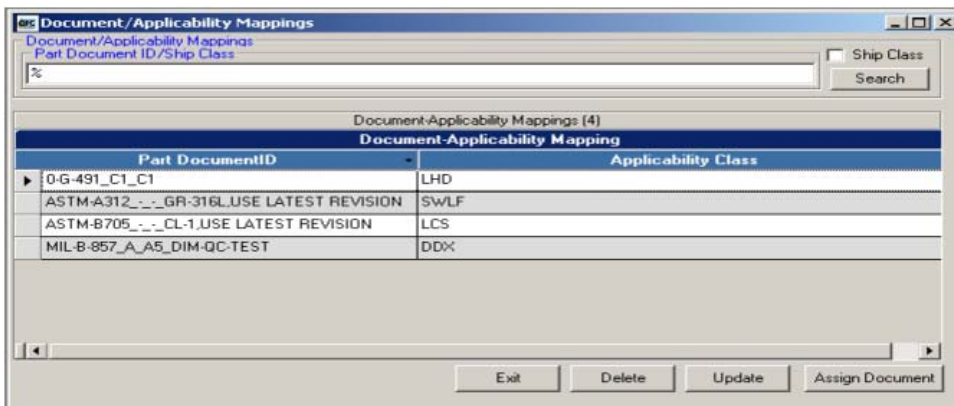 QFC Document/Applicability Mappings
Document/Applicability Mappings
Part Document ID/Ship Class
%
Ship Class
Search
Document-Applicability Mappings (4)
Document-Applicability Mapping
Part DocumentID Applicability Class
0-G-491_C1_C1 LHD
ASTM-A312_-_-_GR-316L,USE LATEST REVISION SWLF
ASTM-B705_-_-_CL-1,USE LATEST REVISION LCS
MIL-B-857_A_A5_DIM-QC-TEST DDX
Exit Delete Update Assign Document